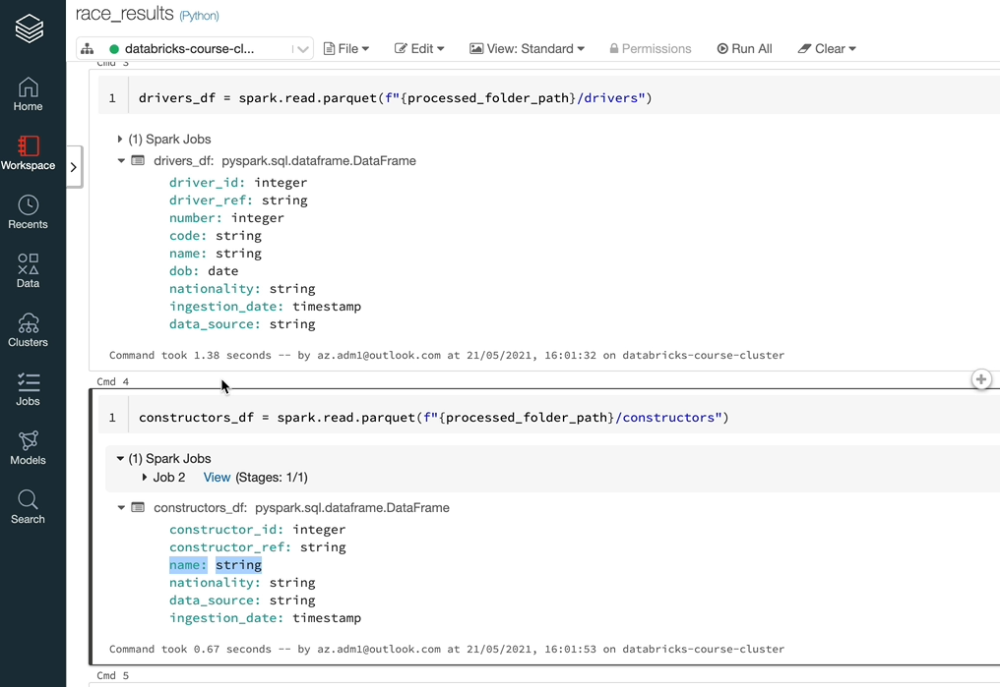 race_results (Python)
databricks-course-cl... File Edit View: Standard Permissions Run All Clear
Home
Workspace
Recents
Data
Clusters
Jobs
Models
Search
Cmd 3
1 drivers_df = spark.read.parquet(f"{processed_folder_path}/drivers")
(1) Spark Jobs
drivers_df: pyspark.sql.dataframe.DataFrame
driver_id: integer
driver_ref: string
number: integer
code: string
name: string
dob: date
nationality: string
ingestion_date: timestamp
data_source: string
Command took 1.38 seconds -- by az.adm1@outlook.com at 21/05/2021, 16:01:32 on databricks-course-cluster
Cmd 4
1 constructors_df = spark.read.parquet(f"{processed_folder_path}/constructors")
(1) Spark Jobs
Job 2 View (Stages: 1/1)
constructors_df: pyspark.sql.dataframe.DataFrame
constructor_id: integer
constructor_ref: string
name: string
nationality: string
data_source: string
ingestion_date: timestamp
Command took 0.67 seconds -- by az.adm1@outlook.com at 21/05/2021, 16:01:53 on databricks-course-cluster
Cmd 5